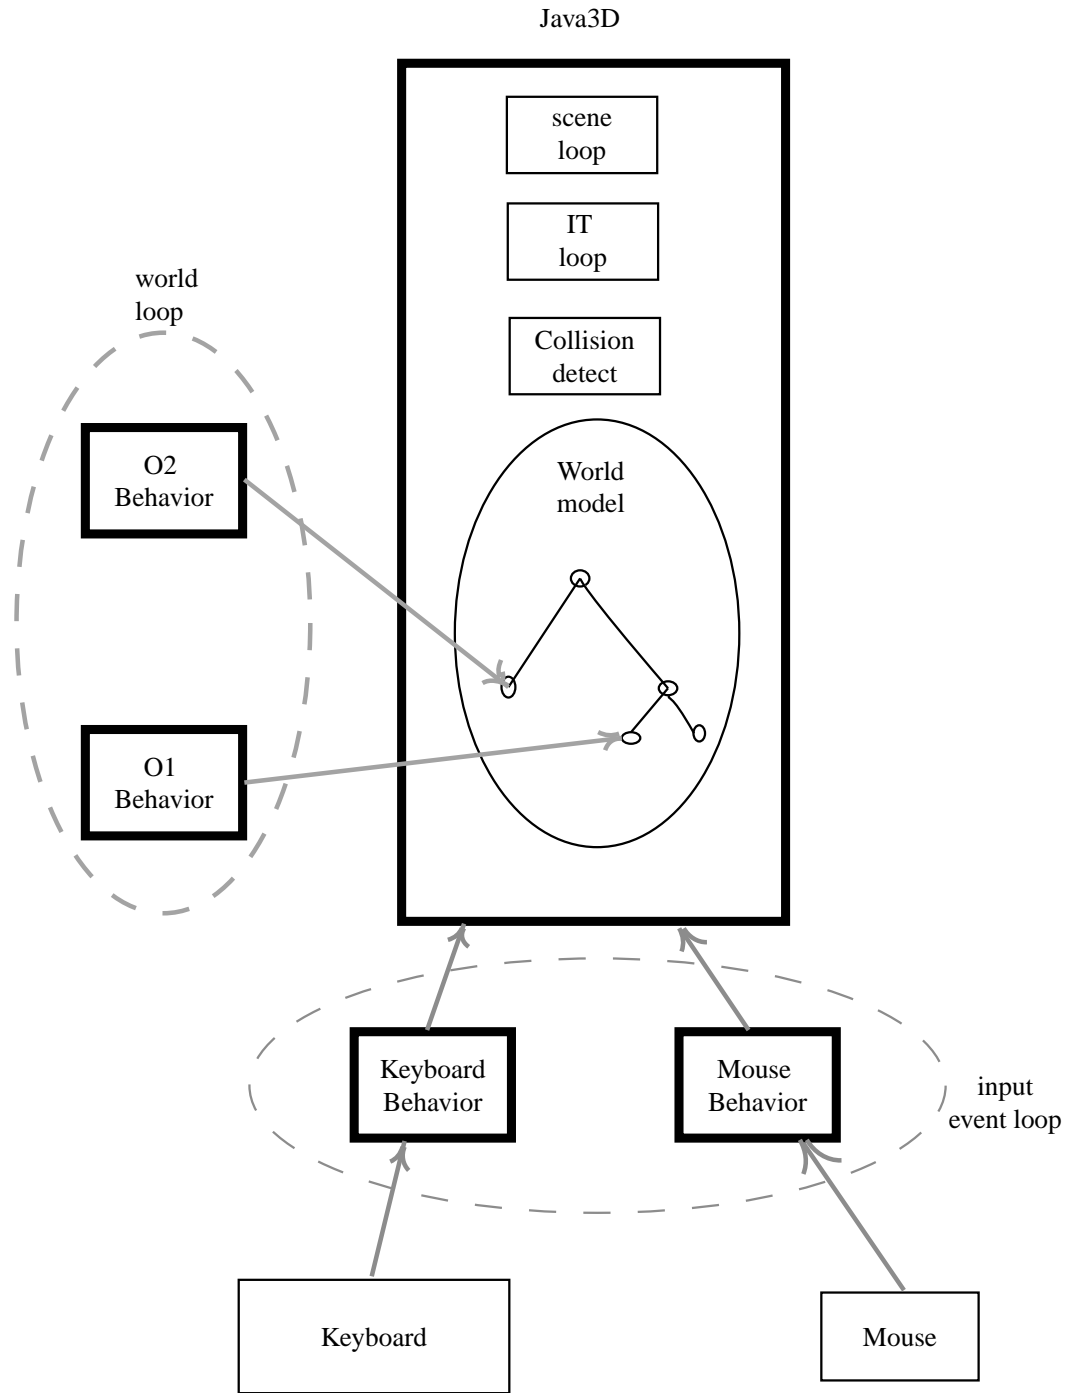 Java3D
scene
loop
IT
loop
world
loop
Collision
detect
O2
Behavior
World
model
O1
Behavior
Keyboard
Behavior
Mouse
Behavior
input
event loop
Keyboard
Mouse